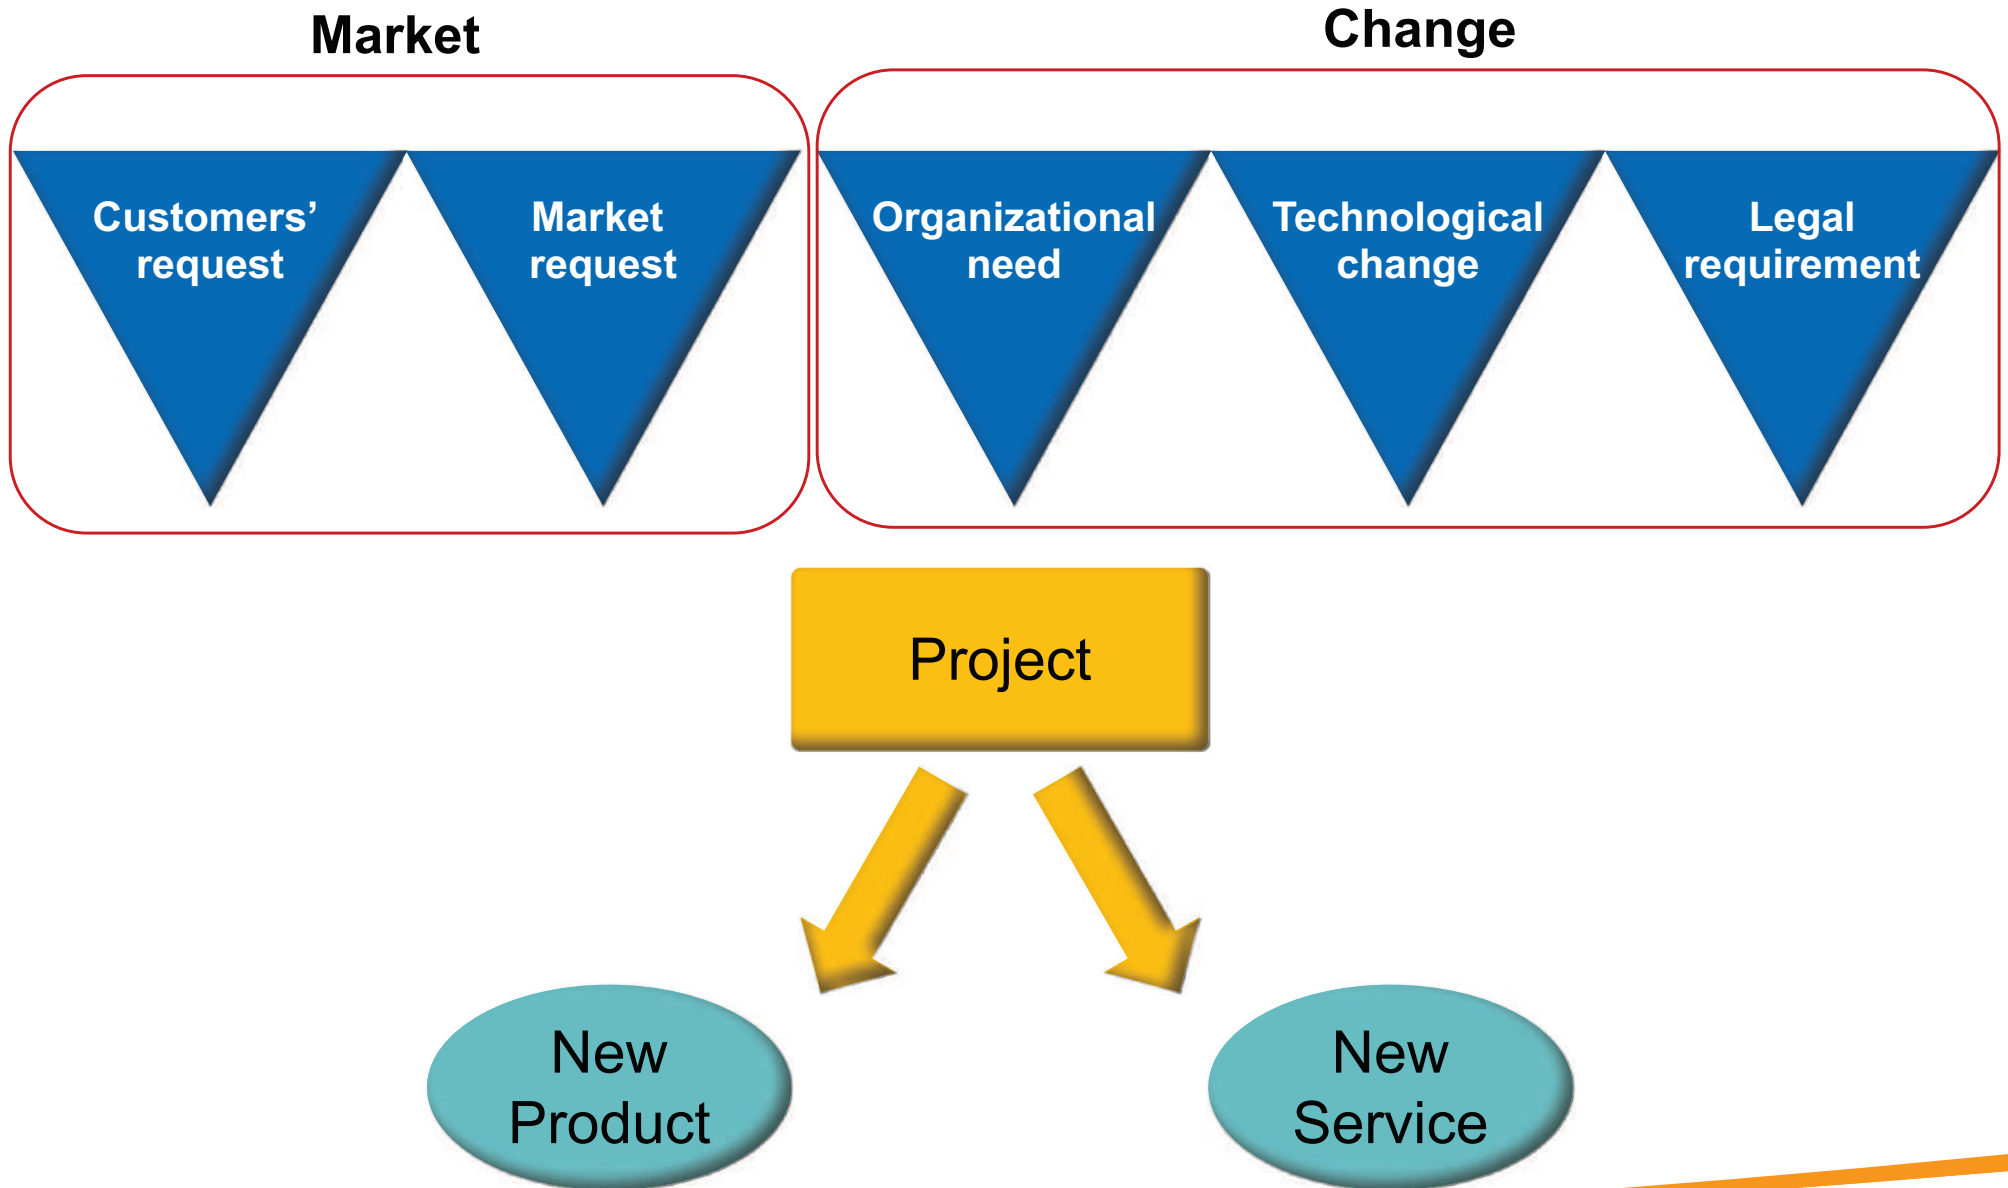 Market
Change
Customers’
request
Market
request
Organizational
need
Technological
change
Legal
requirement
Project
New
Product
New
Service